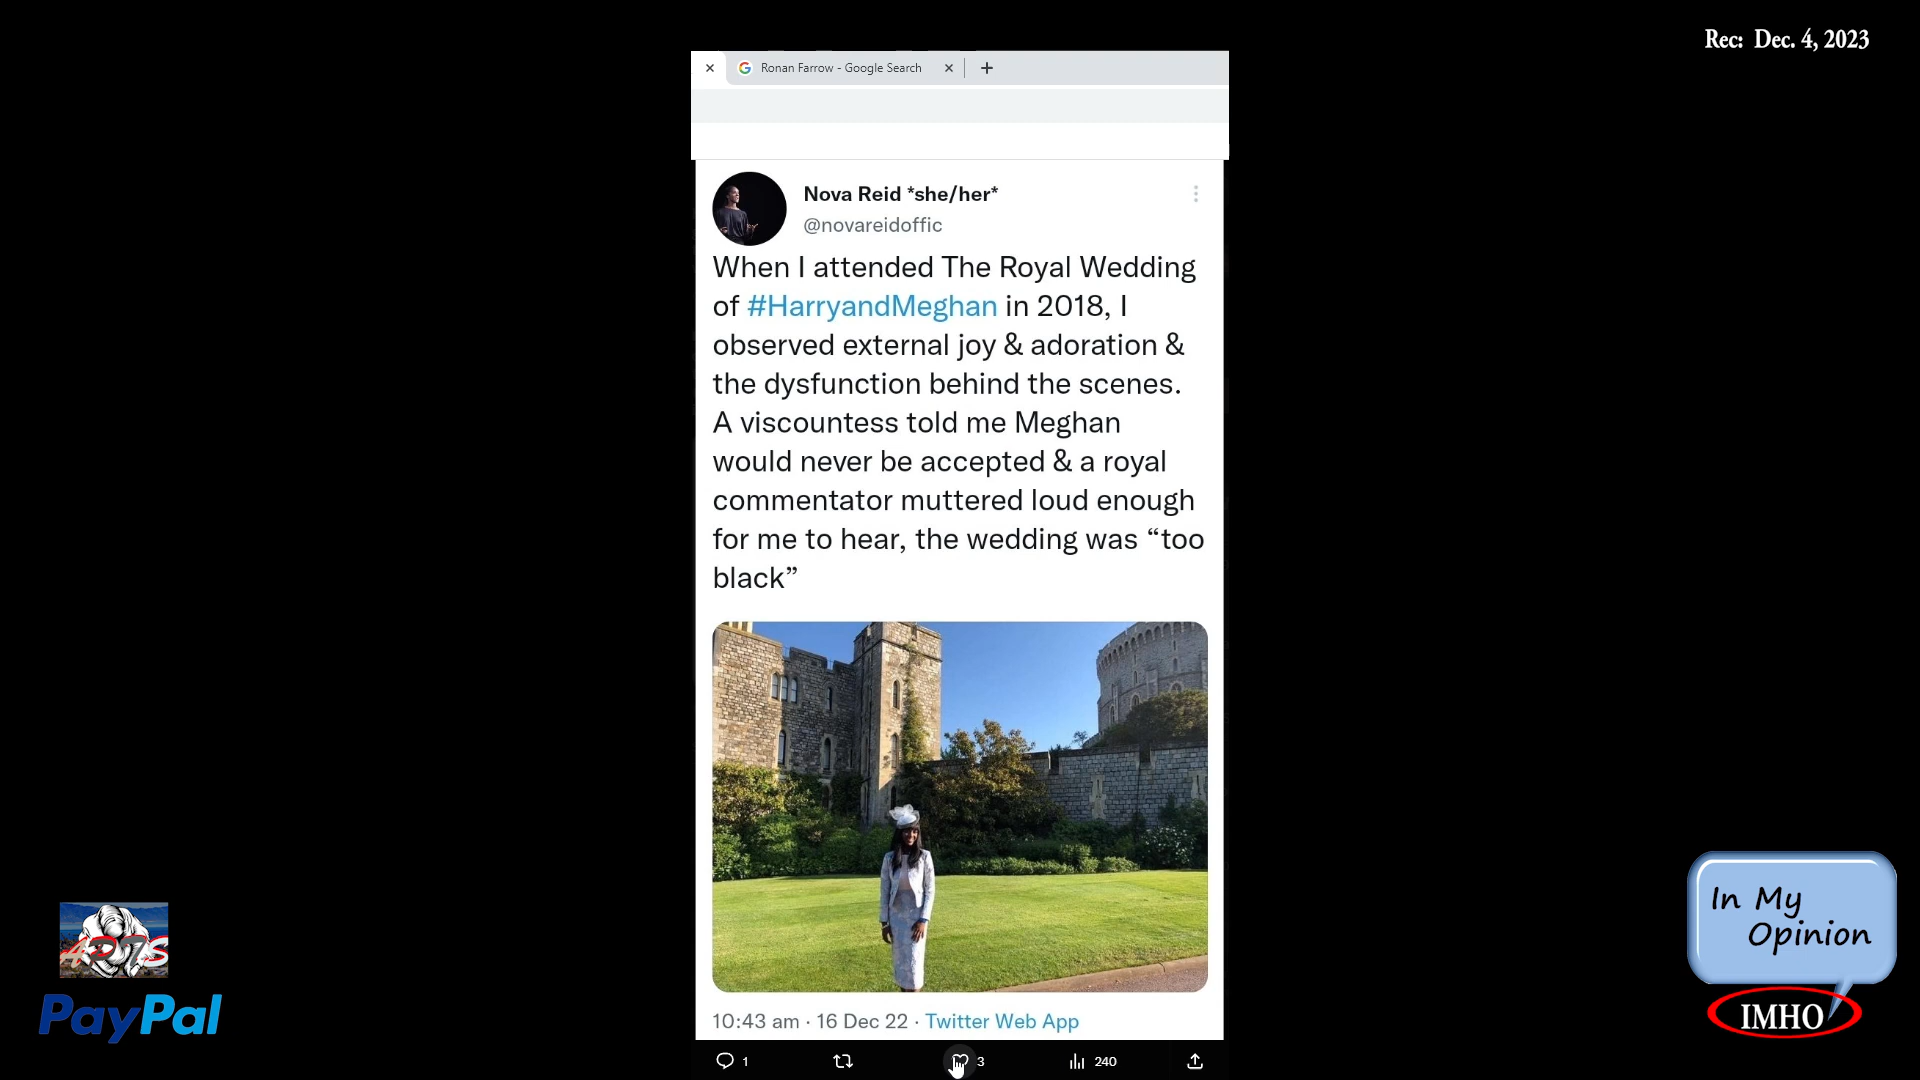 Rec: Dec. 4, 2023
Ronan Farrow - Google Search
Nova Reid *she/her*
@novareidoffic
When I attended The Royal Wedding
of #HarryandMeghan in 2018, I
observed external joy & adoration &
the dysfunction behind the scenes.
A viscountess told me Meghan
would never be accepted & a royal
commentator muttered loud enough
for me to hear, the wedding was “too
black”
10:43 am · 16 Dec 22 · Twitter Web App
1
3
240
APTS
PayPal
In My
Opinion
IMHO